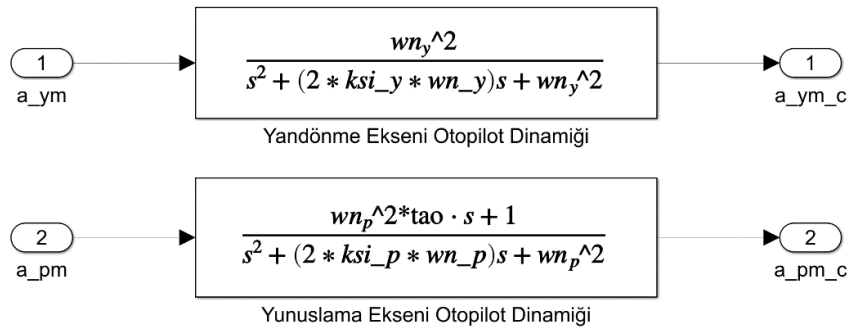 wn_y^2
1
s^2 + (2 * ksi_y * wn_y)s + wn_y^2
1
a_ym
a_ym_c
Yandönme Ekseni Otopilot Dinamiği
wn_p^2*tao · s + 1
2
s^2 + (2 * ksi_p * wn_p)s + wn_p^2
2
a_pm
a_pm_c
Yunuslama Ekseni Otopilot Dinamiği